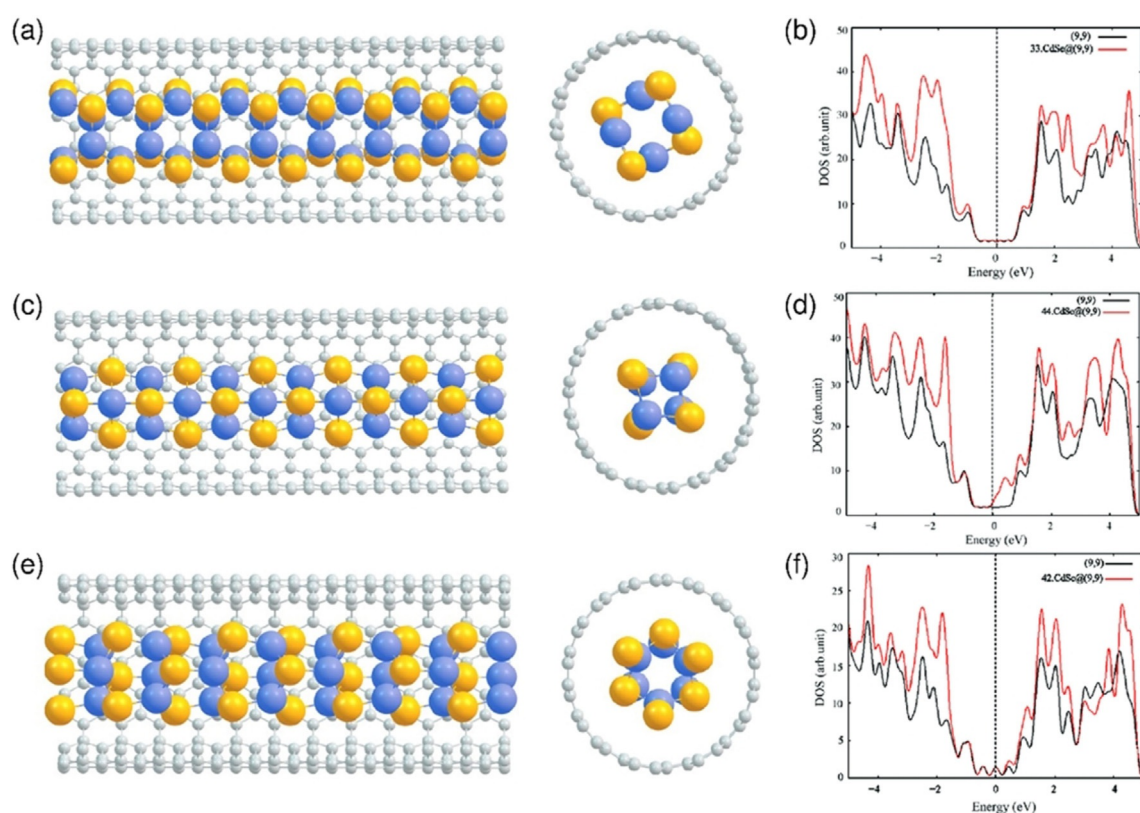 (a)
(b)
50
40
30
20
10
0
DOS (arb.unit)
(9,9)
33.CdSe@(9,9)
-4
-2
0
2
4
Energy (eV)
(c)
(d)
50
40
30
20
10
0
DOS (arb.unit)
(9,9)
44.CdSe@(9,9)
-4
-2
0
2
4
Energy (eV)
(e)
(f)
30
25
20
15
10
5
0
DOS (arb unit)
(9,9)
42.CdSe@(9,9)
-4
-2
0
2
4
Energy (eV)